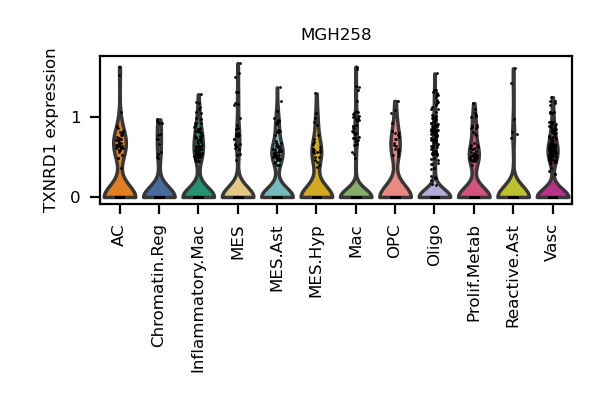 MGH258
TXNRD1 expression
1
0
AC
Chromatin.Reg
Inflammatory.Mac
MES
MES.Ast
MES.Hyp
Mac
OPC
Oligo
Prolif.Metab
Reactive.Ast
Vasc